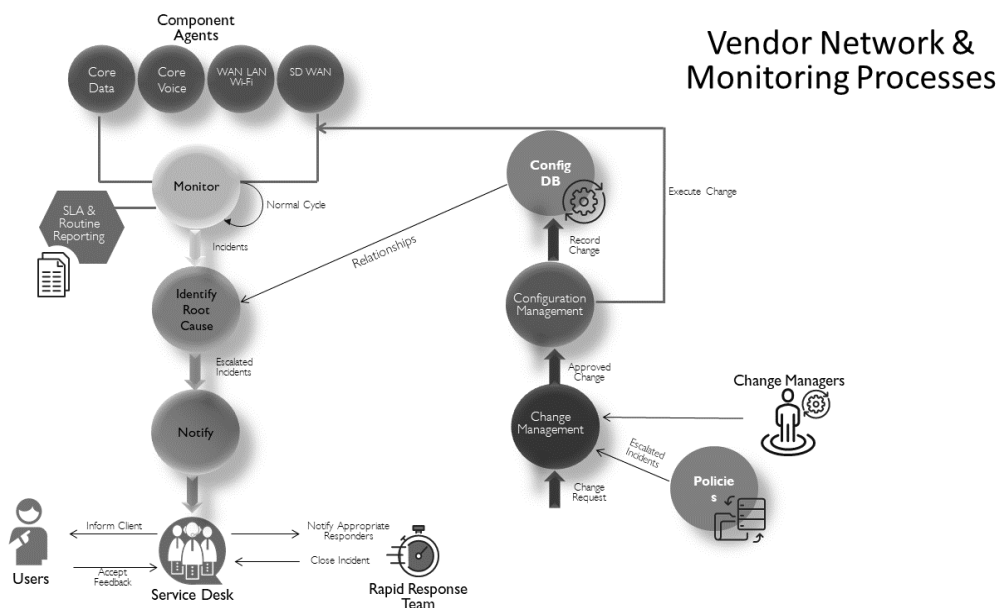 Vendor Network &
Monitoring Processes
Component
Agents
Core
Data
Core
Voice
WAN LAN
Wi-Fi
SD WAN
Monitor
Normal Cycle
SLA &
Routine
Reporting
Incidents
Identify
Root
Cause
Relationships
Escalated
Incidents
Notify
Inform Client
Accept
Feedback
Users
Service Desk
Notify Appropriate
Responders
Close Incident
Rapid Response
Team
Config
DB
Execute Change
Record
Change
Configuration
Management
Approved
Change
Change
Management
Change
Request
Change Managers
Escalated
Incidents
Policie
s